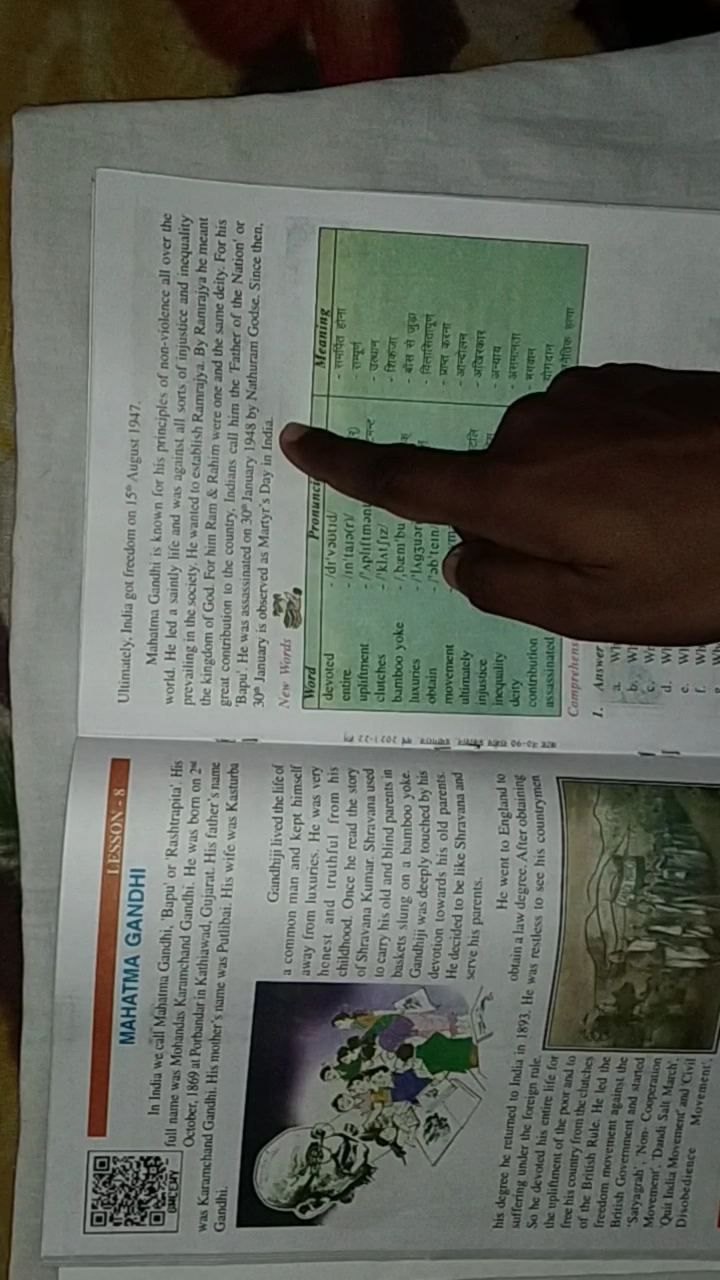 LESSON - 8
MAHATMA GANDHI
In India we call Mahatma Gandhi, 'Bapu' or 'Rashtrapita'. His
full name was Mohandas Karamchand Gandhi. He was born on 2nd
October, 1869 at Porbandar in Kathiawad, Gujarat. His father's name
was Karamchand Gandhi. His mother's name was Putlibai. His wife was Kasturba
Gandhi.
Gandhiji lived the life of
a common man and kept himself
away from luxuries. He was very
honest and truthful from his
childhood. Once he read the story
of Shravana Kumar. Shravana used
to carry his old and blind parents in
baskets slung on a bamboo yoke.
Gandhiji was deeply touched by his
devotion towards his old parents.
He decided to be like Shravana and
serve his parents.
He went to England to
obtain a law degree. After obtaining
his degree he returned to India in 1893. He was restless to see his countrymen
suffering under the foreign rule.
So he devoted his entire life for
the upliftment of the poor and to
free his country from the clutches
of the British Rule. He led the
freedom movement against the
British Government and started
'Satyagrah', 'Non- Cooperation
Movement', 'Dandi Salt March',
'Quit India Movement' and 'Civil
Disobedience Movement'.
Ultimately, India got freedom on 15th August 1947.
Mahatma Gandhi is known for his principles of non-violence all over the
world. He led a saintly life and was against all sorts of injustice and inequality
prevailing in the society. He wanted to establish Ramrajya. By Ramrajya he meant
the kingdom of God. For him Ram & Rahim were one and the same deity. For his
great contribution to the country, Indians call him the 'Father of the Nation' or
'Bapu'. He was assassinated on 30th January 1948 by Nathuram Godse. Since then,
30th January is observed as Martyr's Day in India.
New Words
Word Meaning
devoted - /dɪ'vəʊtɪd/ - समर्पित होना
entire - /ɪn'taɪə(r)/ - सम्पूर्ण
upliftment - उत्थान
clutches - /'klʌtʃɪz/ - शिकंजा
bamboo yoke - बाँस से जुड़ा
luxuries - विलासितापूर्ण
obtain - /əb'teɪn/ - प्राप्त करना
movement - आन्दोलन
ultimately - अखिरकार
injustice - अन्याय
inequality - असमानता
deity - भगवान
contribution योगदान
assassinated हत्या
1. Answer
a.
b.
c.
d.
e.
f.